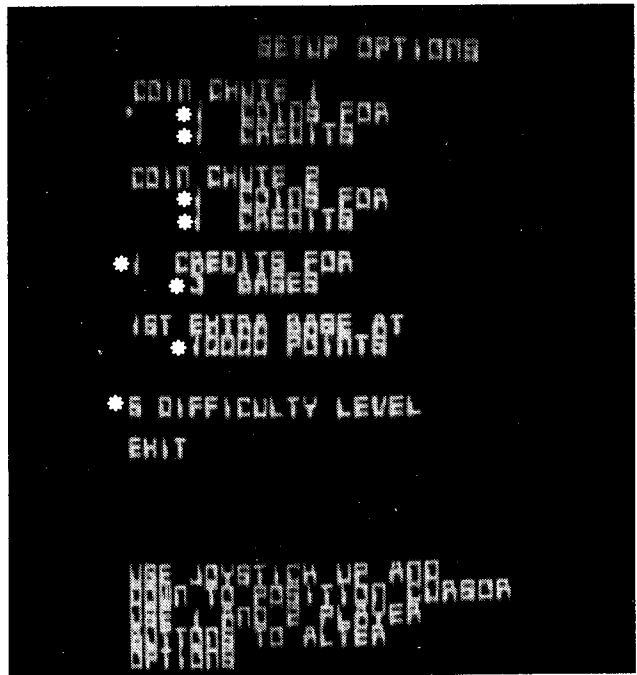 SETUP OPTIONS
COIN CHUTE 1
*1 COINS FOR
*1 CREDITS
COIN CHUTE 2
*1 COINS FOR
*1 CREDITS
*1 CREDITS FOR
*3 BASES
1ST EXTRA BASE AT
*10000 POINTS
*5 DIFFICULTY LEVEL
EXIT
USE JOYSTICK UP AND
DOWN TO POSITION CURSOR
USE 1 AND 2 PLAYER
BUTTONS TO ALTER
OPTIONS